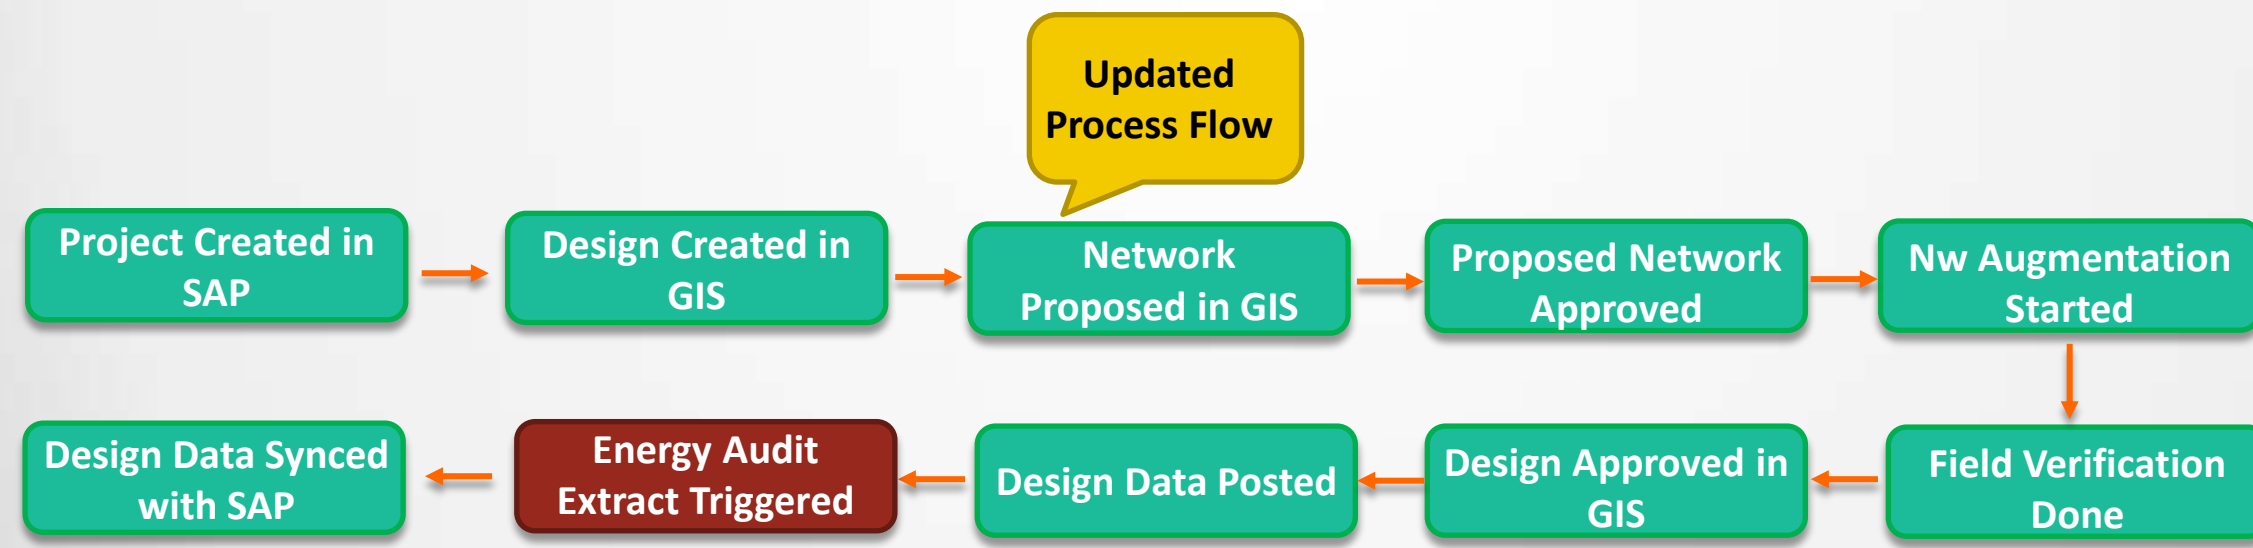 Updated
Process Flow
Project Created in
SAP
Design Created in
GIS
Network
Proposed in GIS
Proposed Network
Approved
Nw Augmentation
Started
Field Verification
Done
Design Approved in
GIS
Design Data Posted
Energy Audit
Extract Triggered
Design Data Synced
with SAP